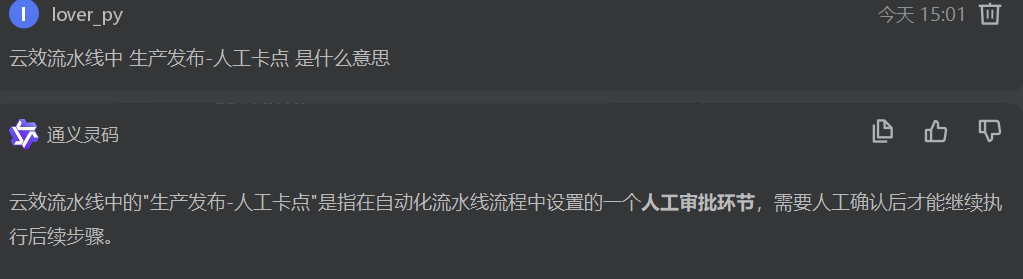 I lover_py 今天 15:01
云效流水线中 生产发布-人工卡点 是什么意思
通义灵码
云效流水线中的"生产发布-人工卡点"是指在自动化流水线流程中设置的一个人工审批环节，需要人工确认后才能继续执
行后续步骤。